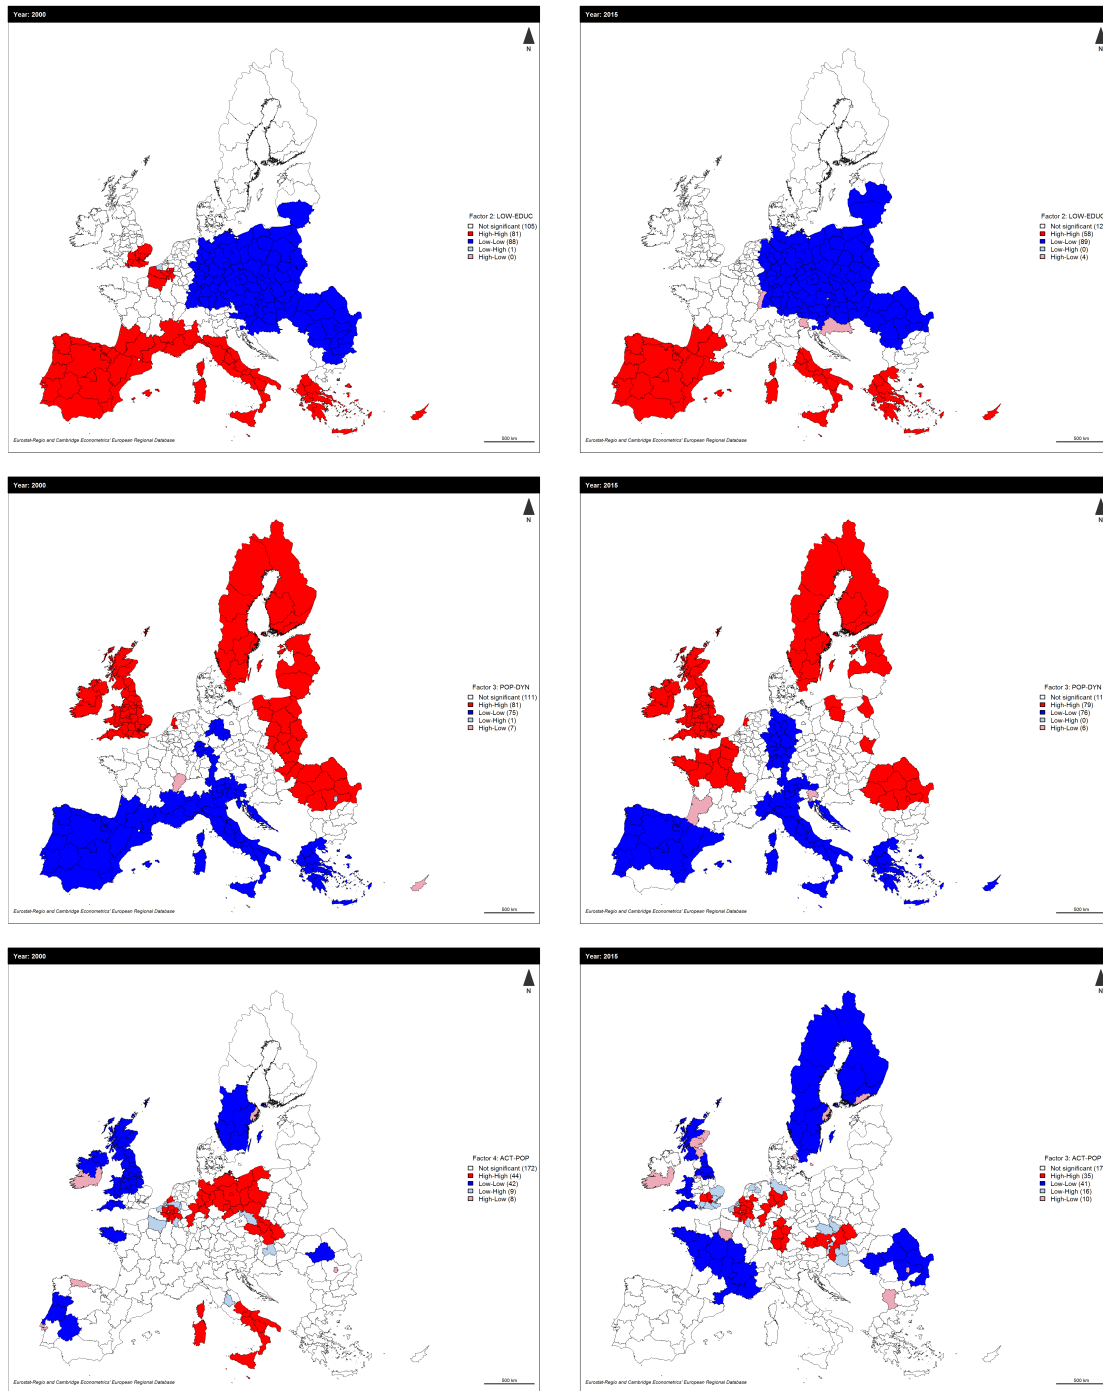 Year: 2000
N
Factor 2: LOW-EDUC
Not significant (105)
High-High (81)
Low-Low (88)
Low-High (1)
High-Low (0)
Eurostat-Regio and Cambridge Econometrics' European Regional Database
500 km
Year: 2015
N
Factor 2: LOW-EDUC
Not significant (12
High-High (58)
Low-Low (89)
Low-High (0)
High-Low (4)
Eurostat-Regio and Cambridge Econometrics' European Regional Database
500 km
Year: 2000
N
Factor 3: POP-DYN
Not significant (111)
High-High (81)
Low-Low (75)
Low-High (1)
High-Low (7)
Eurostat-Regio and Cambridge Econometrics' European Regional Database
500 km
Year: 2015
N
Factor 3: POP-DYN
Not significant (11
High-High (79)
Low-Low (76)
Low-High (0)
High-Low (6)
Eurostat-Regio and Cambridge Econometrics' European Regional Database
500 km
Year: 2000
N
Factor 4: ACT-POP
Not significant (172)
High-High (44)
Low-Low (42)
Low-High (9)
High-Low (8)
Eurostat-Regio and Cambridge Econometrics' European Regional Database
500 km
Year: 2015
N
Factor 3: ACT-POP
Not significant (17
High-High (35)
Low-Low (41)
Low-High (16)
High-Low (10)
Eurostat-Regio and Cambridge Econometrics' European Regional Database
500 km